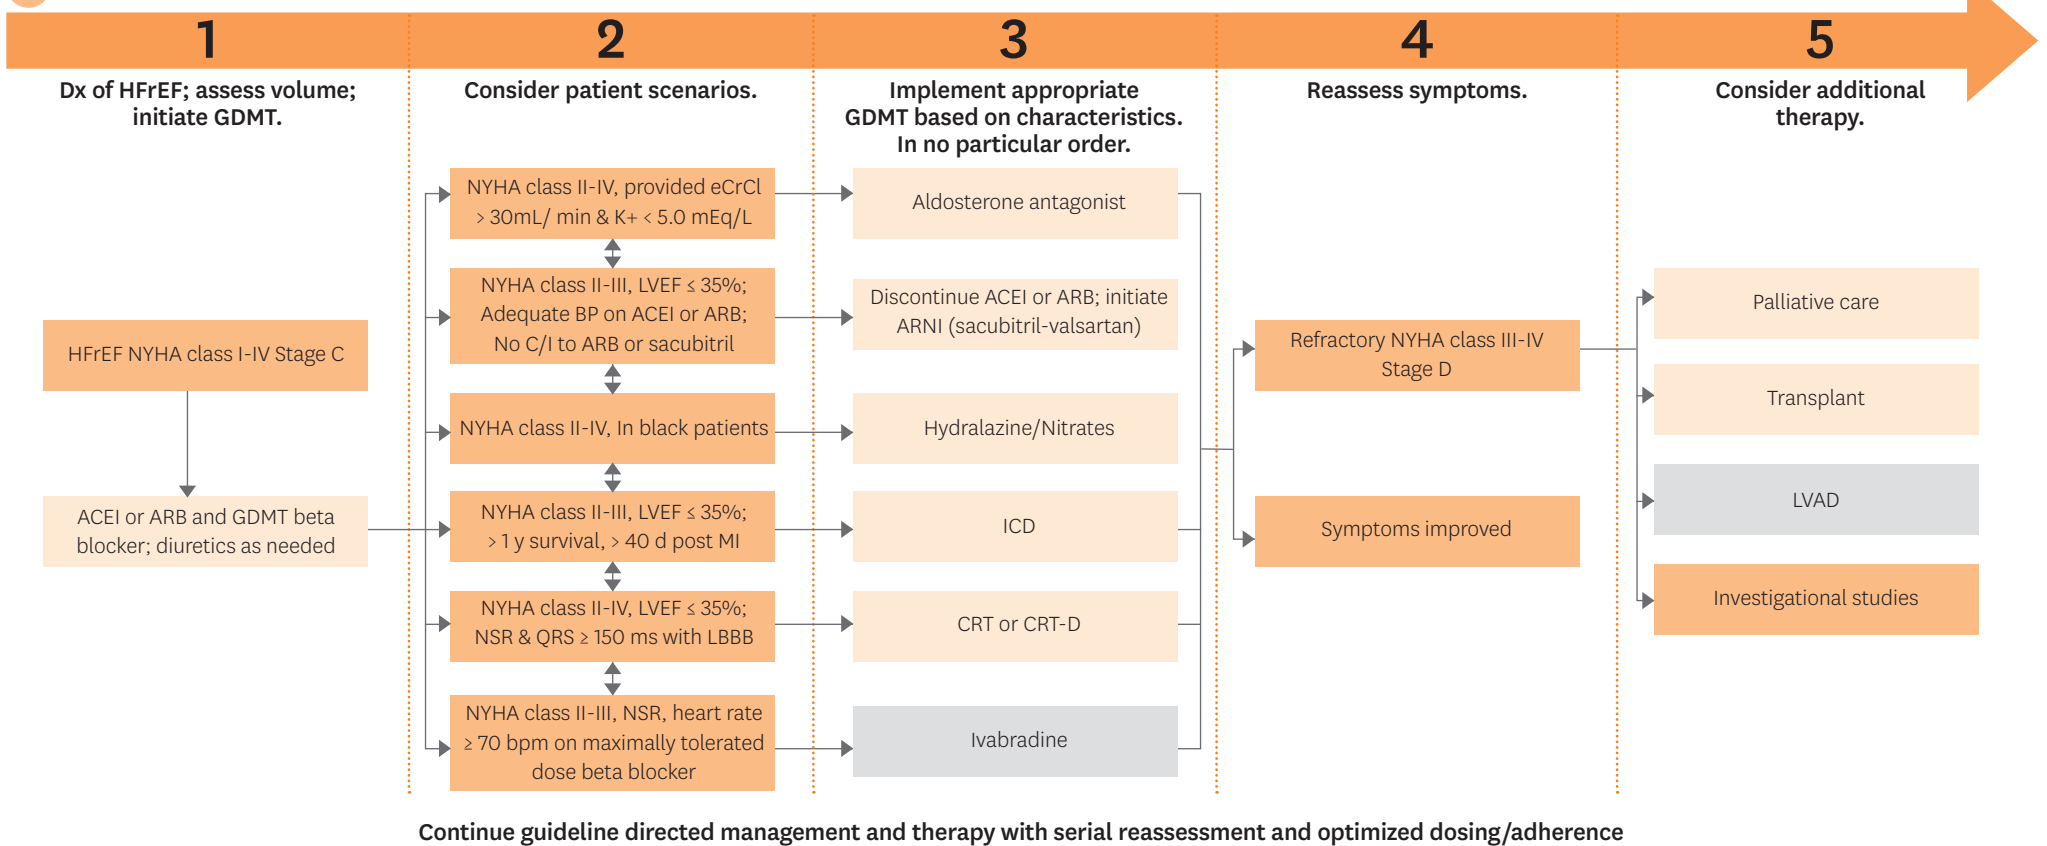 1
Dx of HFrEF; assess volume;
initiate GDMT.
HFrEF NYHA class I-IV Stage C
ACEI or ARB and GDMT beta
blocker; diuretics as needed
2
Consider patient scenarios.
NYHA class II-IV, provided eCrCl
> 30mL/ min & K+ < 5.0 mEq/L
NYHA class II-III, LVEF ≤ 35%;
Adequate BP on ACEI or ARB;
No C/I to ARB or sacubitril
NYHA class II-IV, In black patients
NYHA class II-III, LVEF ≤ 35%;
> 1 y survival, > 40 d post MI
NYHA class II-IV, LVEF ≤ 35%;
NSR & QRS ≥ 150 ms with LBBB
NYHA class II-III, NSR, heart rate
≥ 70 bpm on maximally tolerated
dose beta blocker
3
Implement appropriate
GDMT based on characteristics.
In no particular order.
Aldosterone antagonist
Discontinue ACEI or ARB; initiate
ARNI (sacubitril-valsartan)
Hydralazine/Nitrates
ICD
CRT or CRT-D
Ivabradine
4
Reassess symptoms.
Refractory NYHA class III-IV
Stage D
Symptoms improved
5
Consider additional
therapy.
Palliative care
Transplant
LVAD
Investigational studies
Continue guideline directed management and therapy with serial reassessment and optimized dosing/adherence